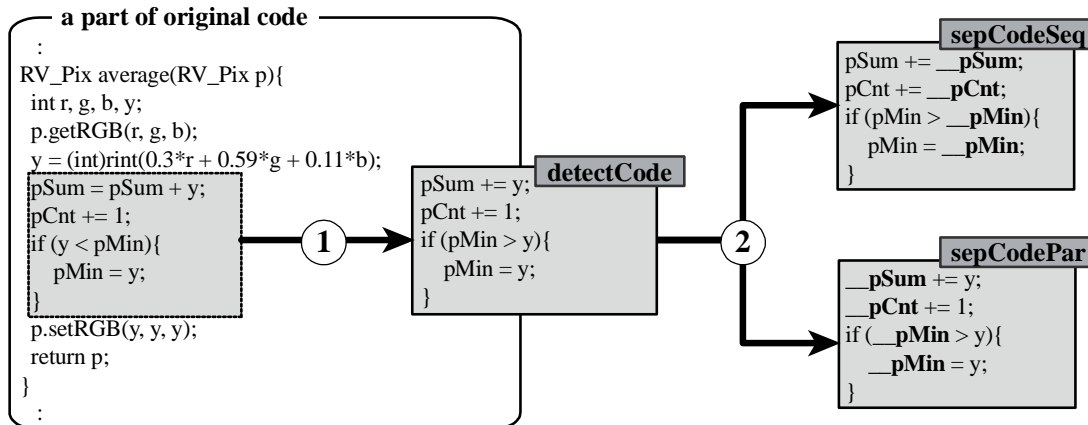 a part of original code
:
RV_Pix average(RV_Pix p){
int r, g, b, y;
p.getRGB(r, g, b);
y = (int)rint(0.3*r + 0.59*g + 0.11*b);
pSum = pSum + y;
pCnt += 1;
if (y < pMin){
pMin = y;
}
p.setRGB(y, y, y);
return p;
}
:
1
detectCode
pSum += y;
pCnt += 1;
if (pMin > y){
pMin = y;
}
2
sepCodeSeq
pSum += __pSum;
pCnt += __pCnt;
if (pMin > __pMin){
pMin = __pMin;
}
sepCodePar
__pSum += y;
__pCnt += 1;
if (__pMin > y){
__pMin = y;
}